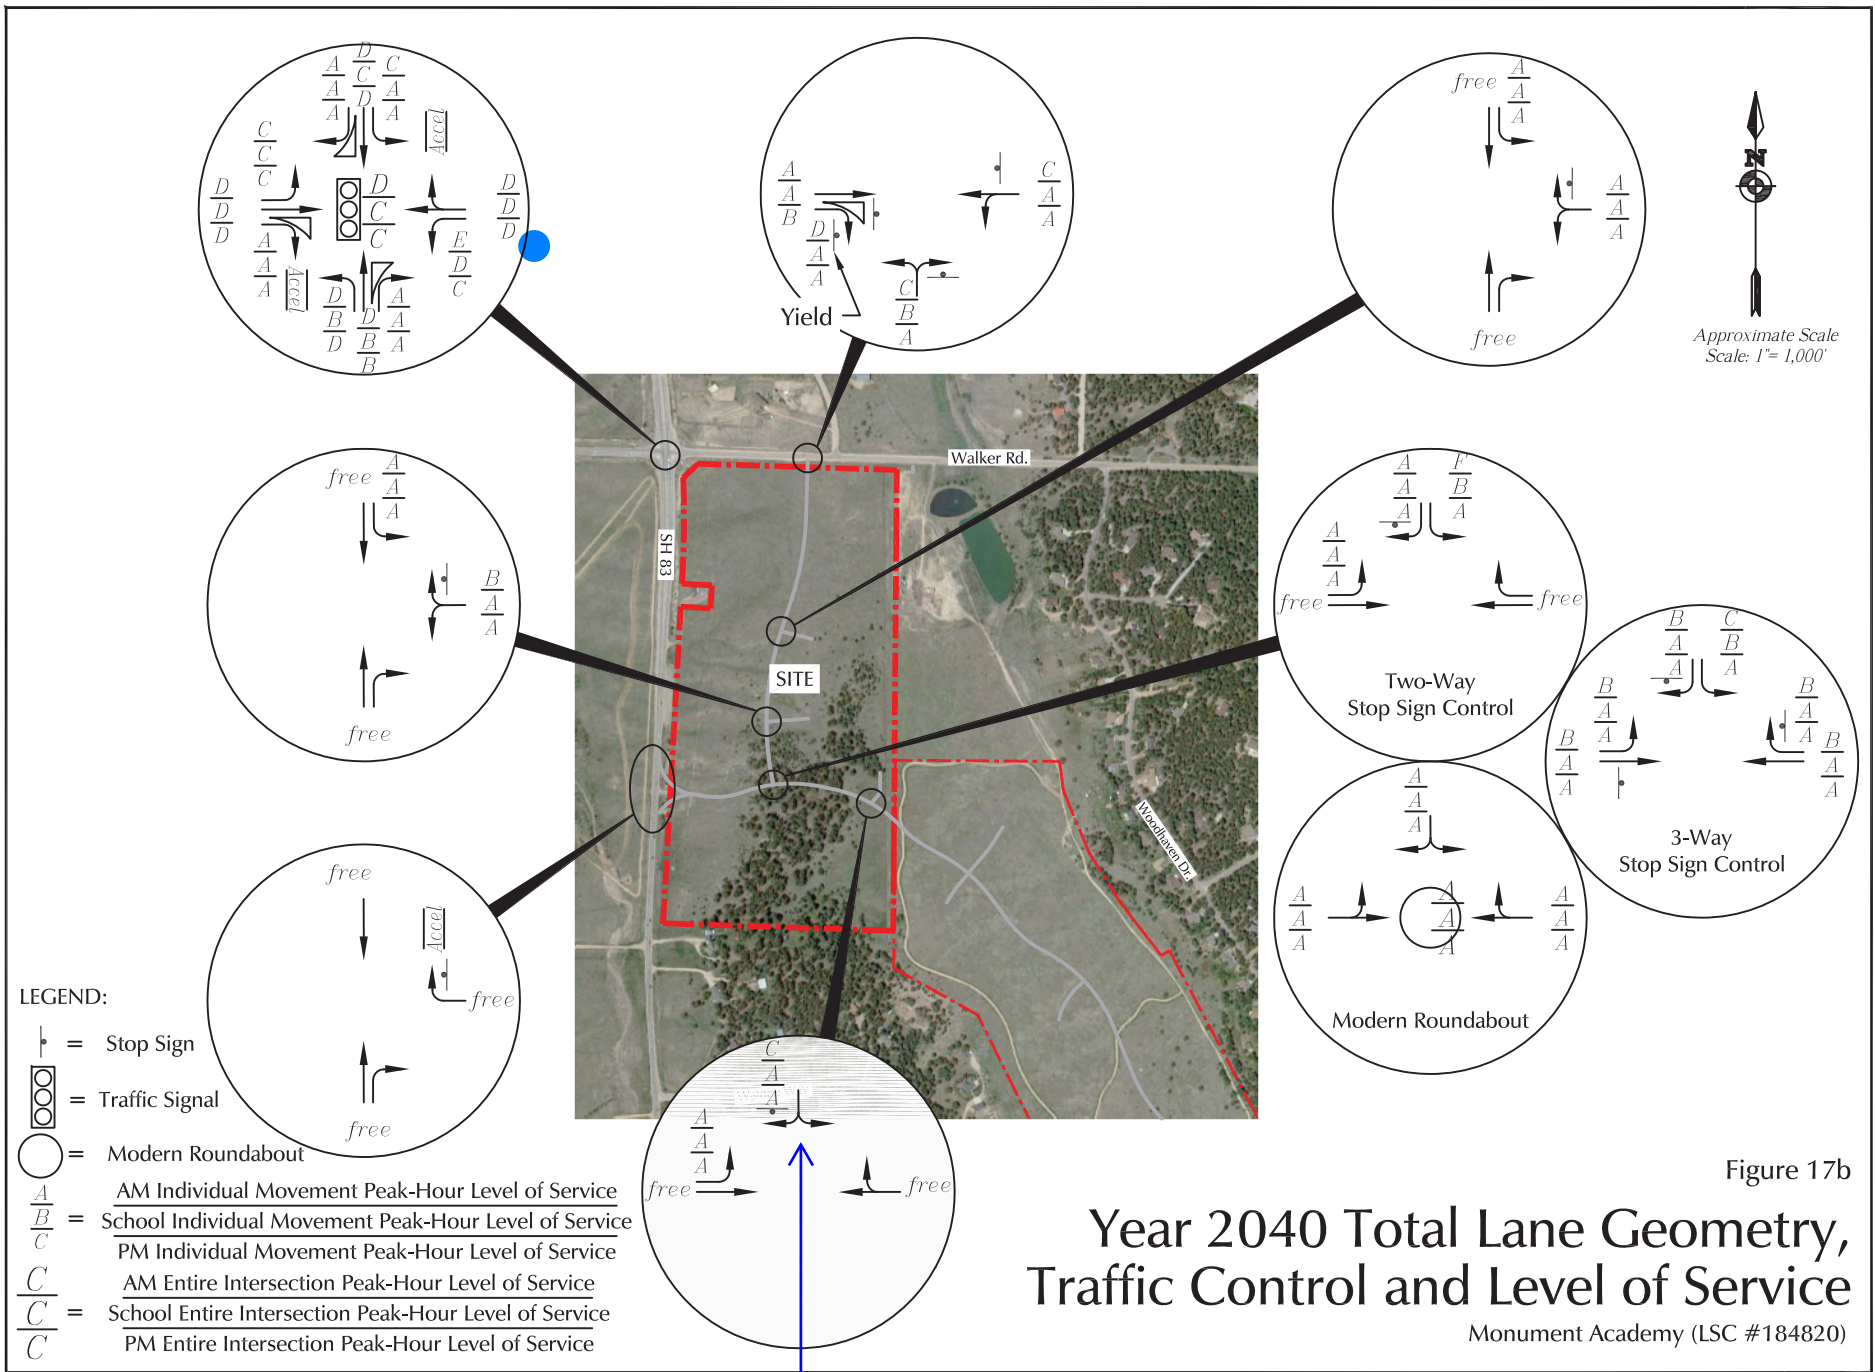 A D C
A C A
A D A
Accel
C
C
C
D
D
D
D
C
C
D
D
D
A
A
A
Accel
E
D
C
D
B
D
D
B
B
A
A
A
A
A
B
D
A
A
Yield
C
A
A
C
B
A
free
A
A
A
A
A
A
free
N
Approximate Scale
Scale: 1"= 1,000'
free
A
A
A
B
A
A
free
Walker Rd.
SH 83
SITE
Woodhaven Dr.
A F
A B
A A
A
A
A
free
free
Two-Way
Stop Sign Control
B C
A B
A A
B
A
A
B
A
A
B
A
A
B
A
A
3-Way
Stop Sign Control
A
A
A
A
A
A
A
A
A
A
A
A
Modern Roundabout
free
Accel
free
free
C
A
A
A
A
A
free
free
LEGEND:
= Stop Sign
= Traffic Signal
= Modern Roundabout
A AM Individual Movement Peak-Hour Level of Service
B = School Individual Movement Peak-Hour Level of Service
C PM Individual Movement Peak-Hour Level of Service
C AM Entire Intersection Peak-Hour Level of Service
C = School Entire Intersection Peak-Hour Level of Service
C PM Entire Intersection Peak-Hour Level of Service
Figure 17b
Year 2040 Total Lane Geometry,
Traffic Control and Level of Service
Monument Academy (LSC #184820)